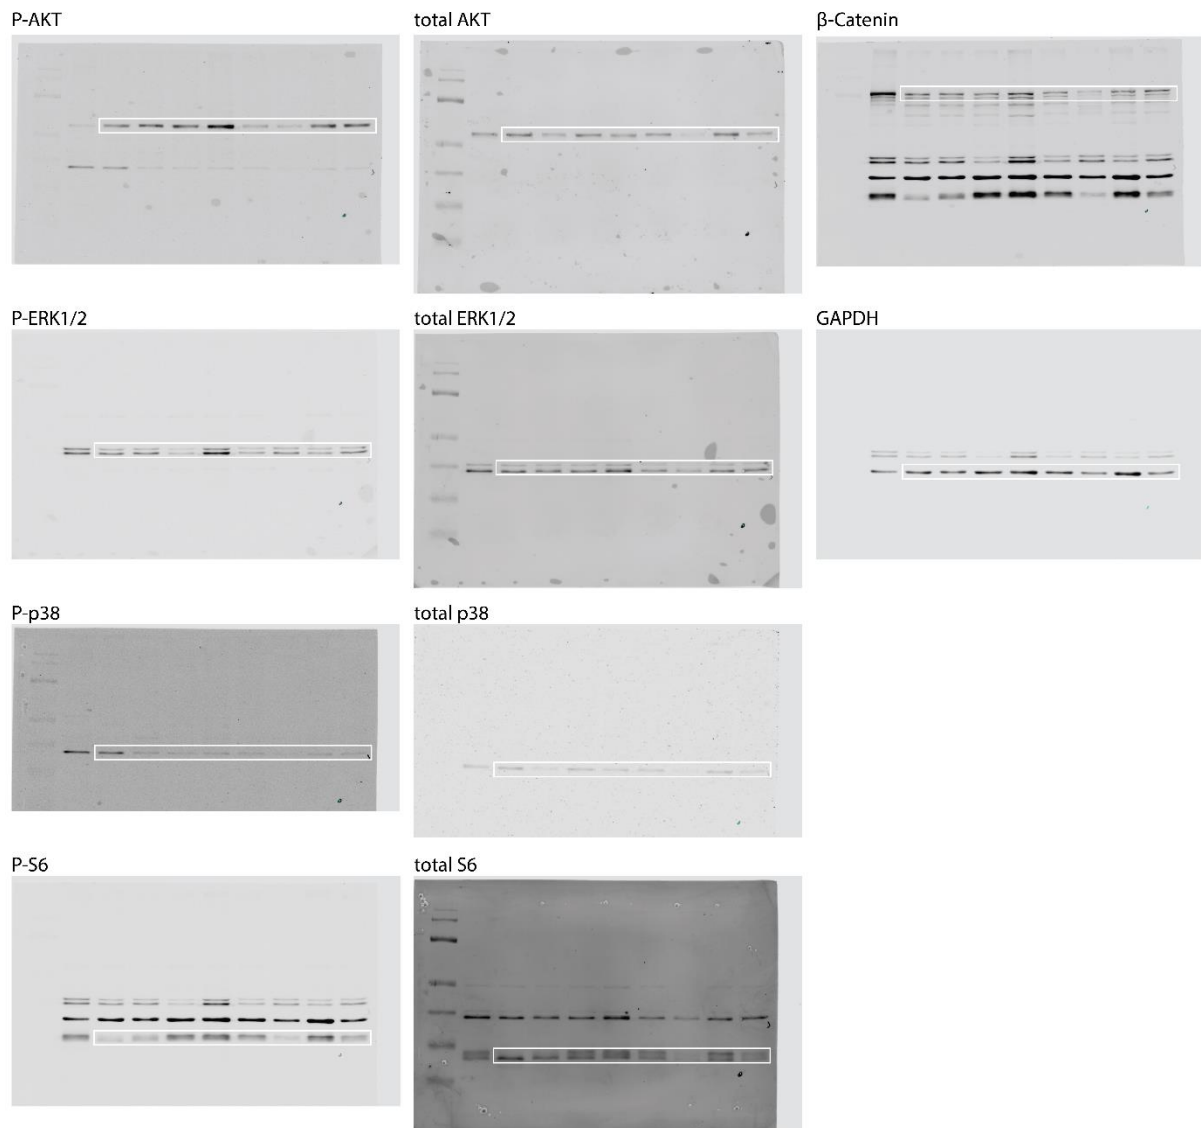 P-AKT
total AKT
β-Catenin
P-ERK1/2
total ERK1/2
GAPDH
P-p38
total p38
P-S6
total S6